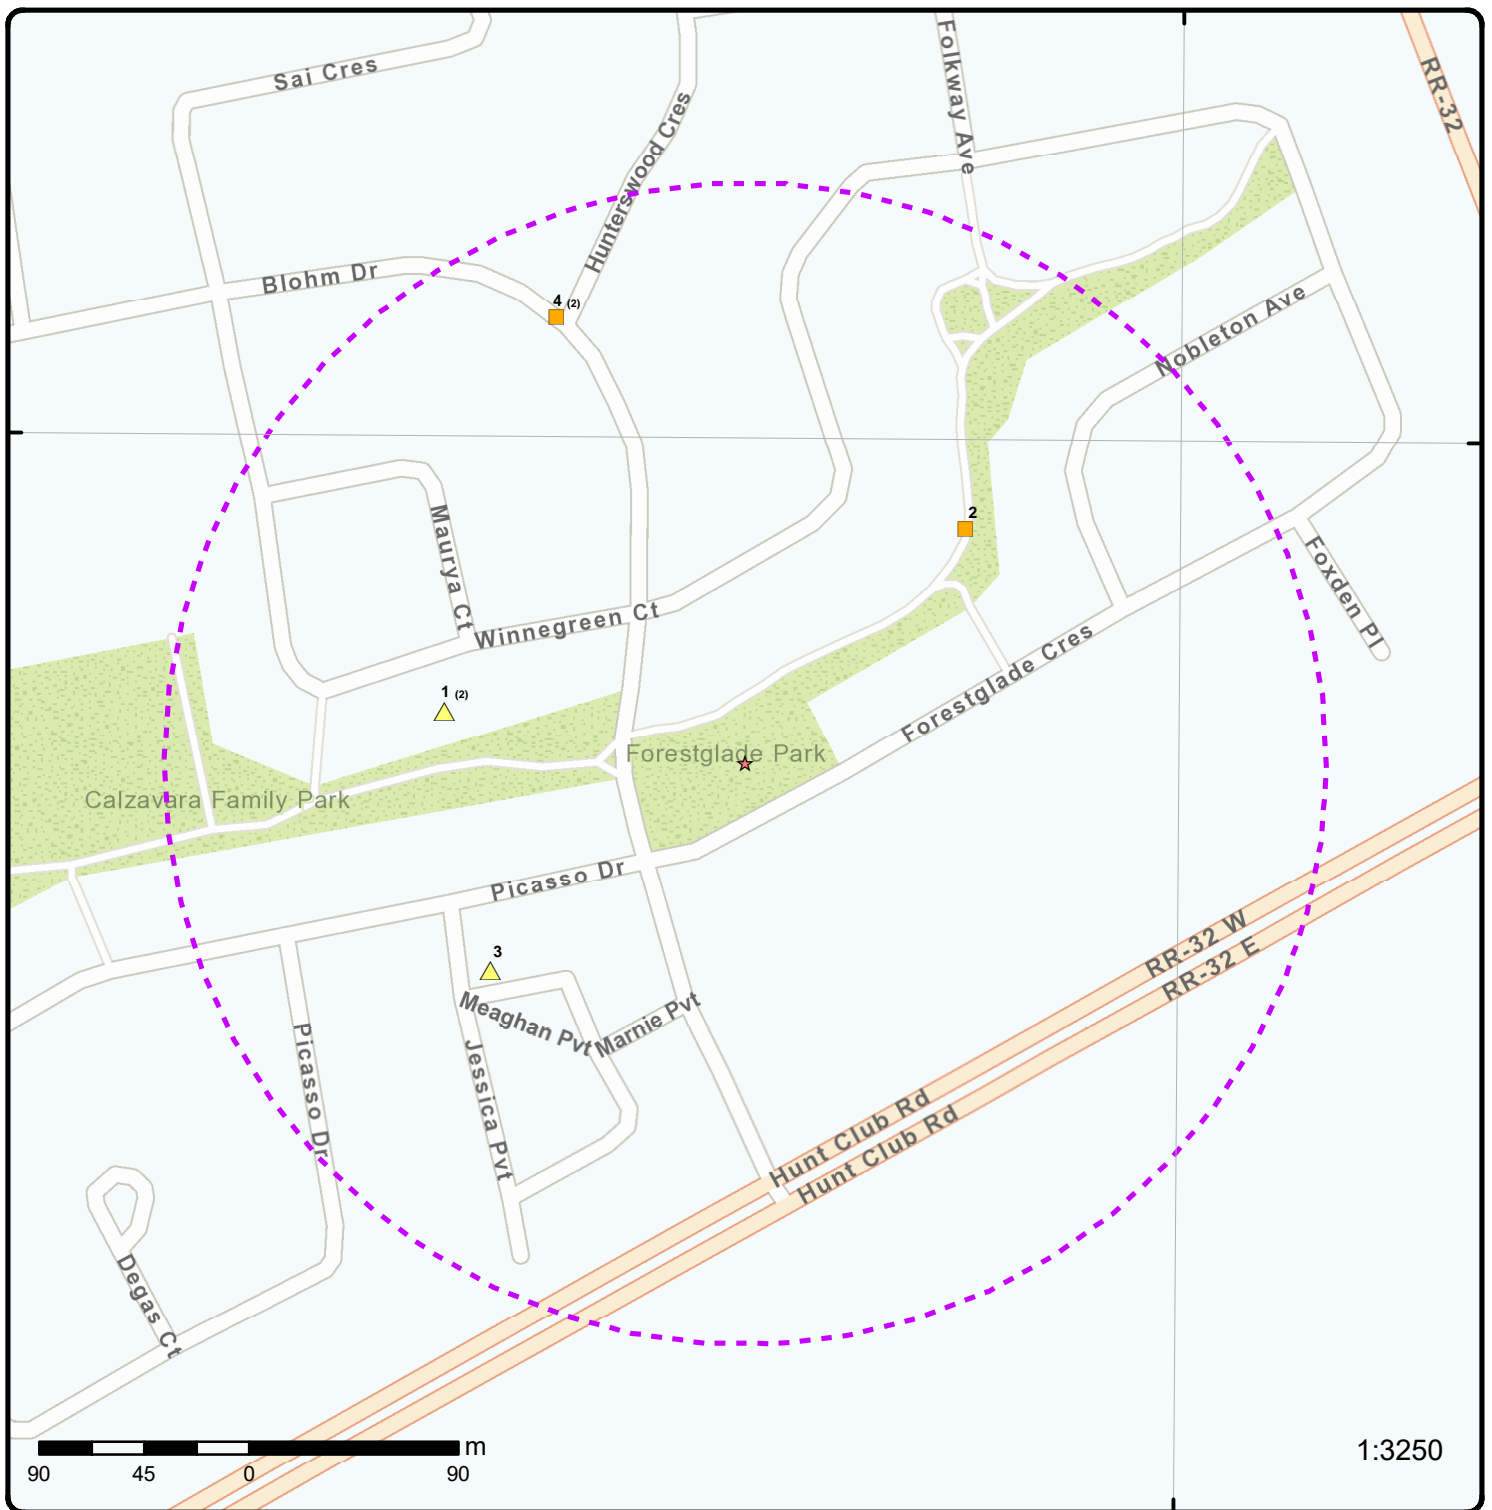 Sai Cres
Hunterswood Cres
Folkway Ave
RR-32
Blohm Dr
4 (2)
Nobleton Ave
Maurya Ct
2
Winnegreen Ct
Foxden Pl
1 (2)
Forestglade Cres
Forestglade Park
Calzavara Family Park
Picasso Dr
3
Meaghan Pvt
Marnie Pvt
RR-32 W
RR-32 E
Picasso Dr
Jessica Pvt
Hunt Club Rd
Hunt Club Rd
Degas Ct
m
90 45 0 90
1:3250